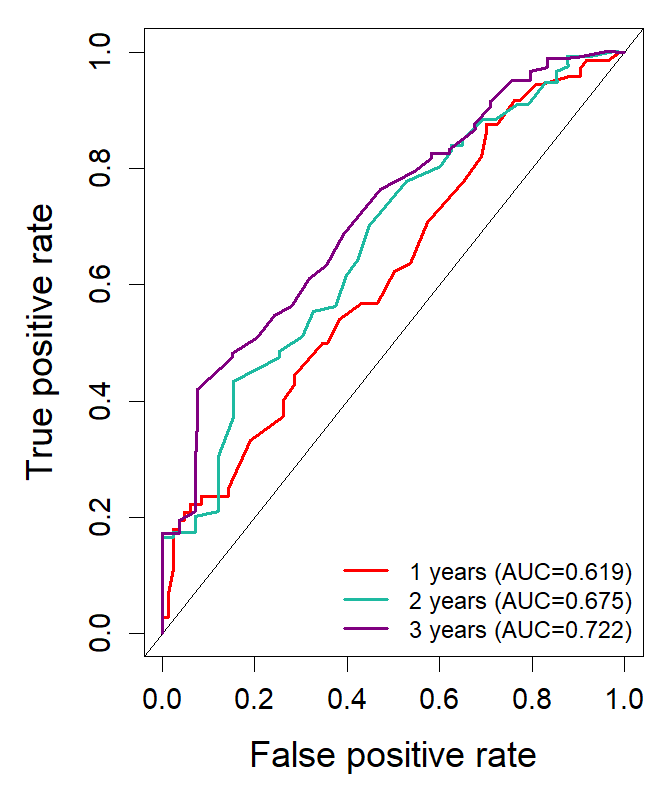 1.0
0.8
0.6
0.4
0.2
0.0
True positive rate
1 years (AUC=0.619)
2 years (AUC=0.675)
3 years (AUC=0.722)
0.0 0.2 0.4 0.6 0.8 1.0
False positive rate